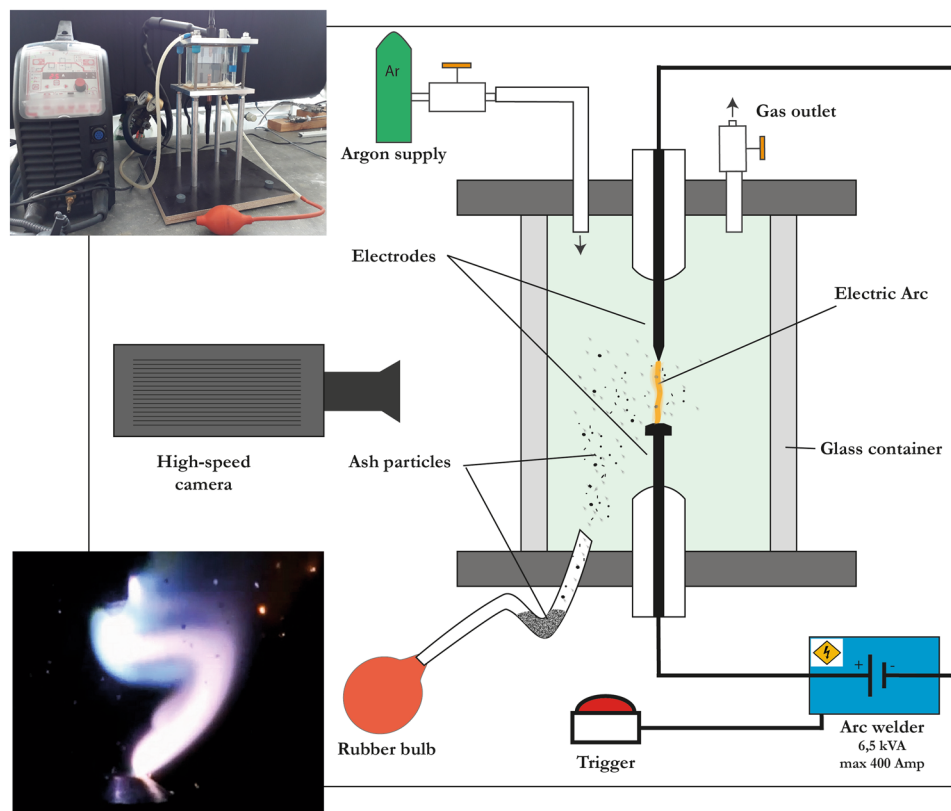 Ar
Argon supply
Gas outlet
Electrodes
Electric Arc
High-speed
camera
Ash particles
Glass container
Rubber bulb
Trigger
+ -
Arc welder
6,5 kVA
max 400 Amp